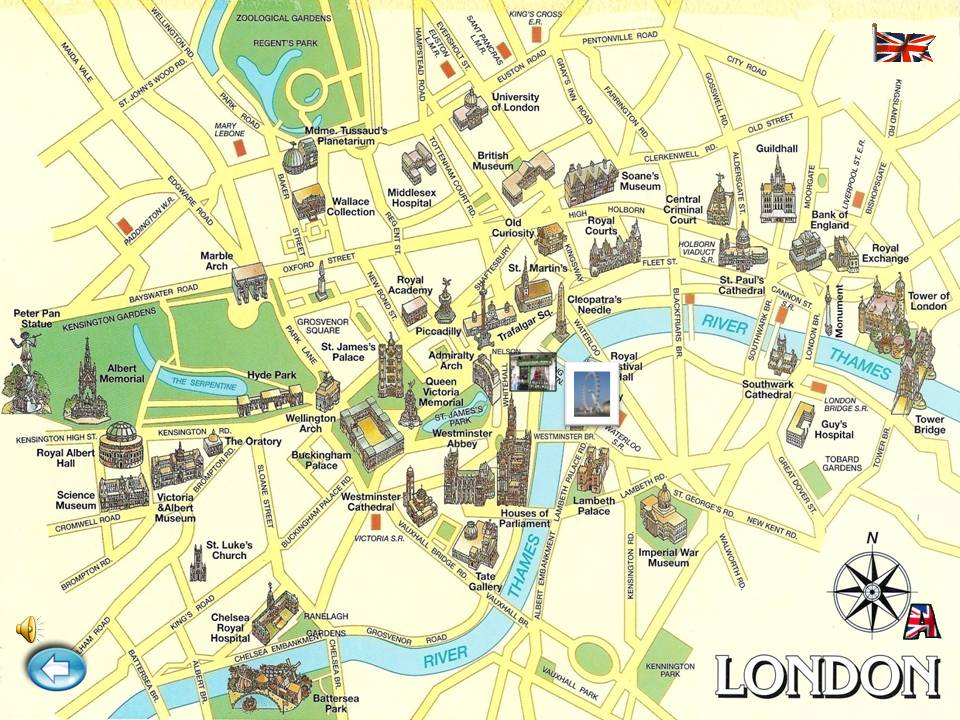 ZOOLOGICAL GARDENS
REGENT'S PARK
WELLINGTON RD.
MAIDA VALE
ST. JOHN'S WOOD RD.
PARK ROAD
MARY
LEBONE
HAMPSTEAD ROAD
EVERSHOLT ST.
EUSTON
L.M.R.
SANT PANCRAS
L.M.R.
KING'S CROSS
E.R.
EUSTON ROAD
PENTONVILLE ROAD
CITY ROAD
GRAY'S INN ROAD
FARRINGTON RD.
GOSSWELL RD.
OLD STREET
KINGSLAND RD.
University
of London
Mdme. Tussaud's
Planetarium
TOTTENHAM COURT RD.
British
Museum
CLERKENWELL RD.
Guildhall
ALDERSGATE ST.
MOORGATE
LIVERPOOL ST. E.R.
BISHOPSGATE
EDGWARE ROAD
PADDINGTON W.R.
BAKER
STREET
Wallace
Collection
Middlesex
Hospital
REGENT ST.
Soane's
Museum
HIGH HOLBORN
Central
Criminal
Court
Bank of
England
Old
Curiosity
KINGSWAY
Royal
Courts
FLEET ST.
HOLBORN
VIADUCT
S.R.
Royal
Exchange
Marble
Arch
OXFORD STREET
BAYSWATER ROAD
NEW BOND ST.
SHAFTESBURY
St. Martin's
Royal
Academy
Cleopatra's
Needle
St. Paul's
Cathedral
CANNON ST.
S.R.
Monument
Tower of
London
Peter Pan
Statue
KENSINGTON GARDENS
PARK LANE
GROSVENOR
SQUARE
Piccadilly
Trafalgar Sq.
WATERLOO
BLACKFRIARS BR.
RIVER
SOUTHWARK BR.
LONDON BR.
THAMES
St. James's
Palace
Admiralty
Arch
NELSON
WHITEHALL
Royal
stival
Hall
Albert
Memorial
THE SERPENTINE
Hyde Park
Queen
Victoria
Memorial
ST. JAMES'S
PARK
Southwark
Cathedral
LONDON
BRIDGE S.R.
Tower
Bridge
Wellington
Arch
WATERLOO
S.R.
KENSINGTON HIGH ST.
KENSINGTON RD.
The Oratory
BROMPTON RD.
Westminster
Abbey
WESTMINSTER BR.
Guy's
Hospital
TOWER BR.
Royal Albert
Hall
Buckingham
Palace
LAMBETH PALACE RD.
TOBARD
GARDENS
GREAT DOVER ST.
SLOANE STREET
BUCKINGHAM PALACE RD.
LAMBETH RD.
ST. GEORGE'S RD.
Science
Museum
Victoria
&Albert
Museum
Westminster
Cathedral
Houses of
Parliament
Lambeth
Palace
CROMWELL ROAD
VICTORIA S.R.
VAUXHALL BRIDGE RD.
NEW KENT RD.
St. Luke's
Church
Imperial War
Museum
WALWORTH RD.
N
BROMPTON RD.
Tate
Gallery
THAMES
ALBERT EMBANKMENT
KENSINGTON RD.
KING'S ROAD
VAUXHALL BR.
Chelsea
Royal
Hospital
RANELAGH
GARDENS
GROSVENOR ROAD
CHELSEA EMBANKMENT
RIVER
LHAM ROAD
BATTERSEA BR.
ALBERT BR.
CHELSEA BR.
Battersea
Park
VAUXHALL PARK
KENNINGTON
PARK
A
LONDON